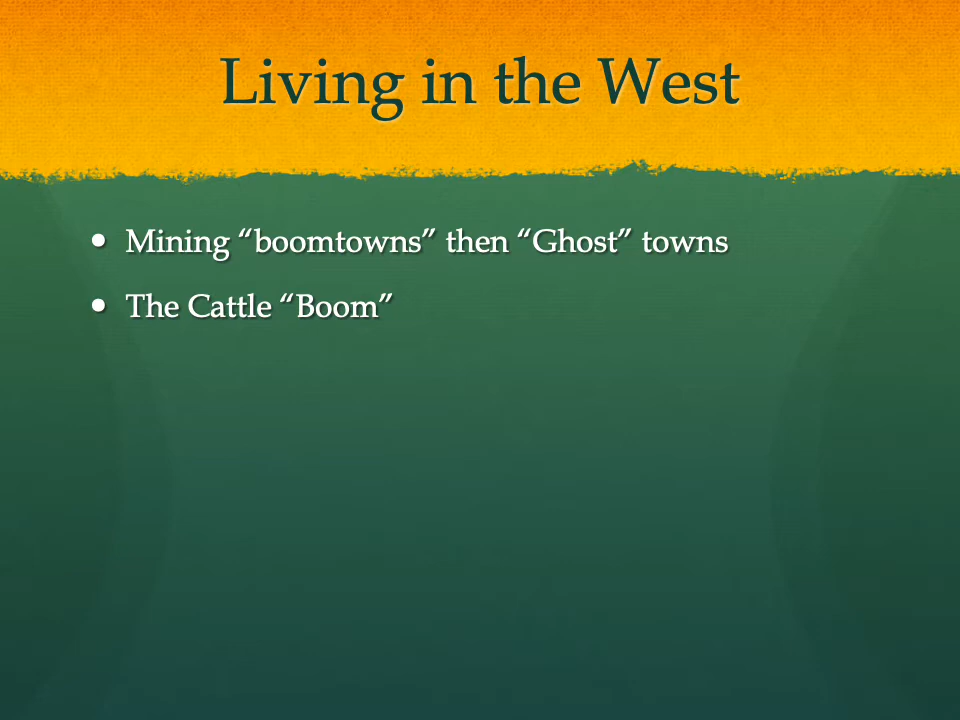 Living in the West
• Mining “boomtowns” then “Ghost” towns
• The Cattle “Boom”